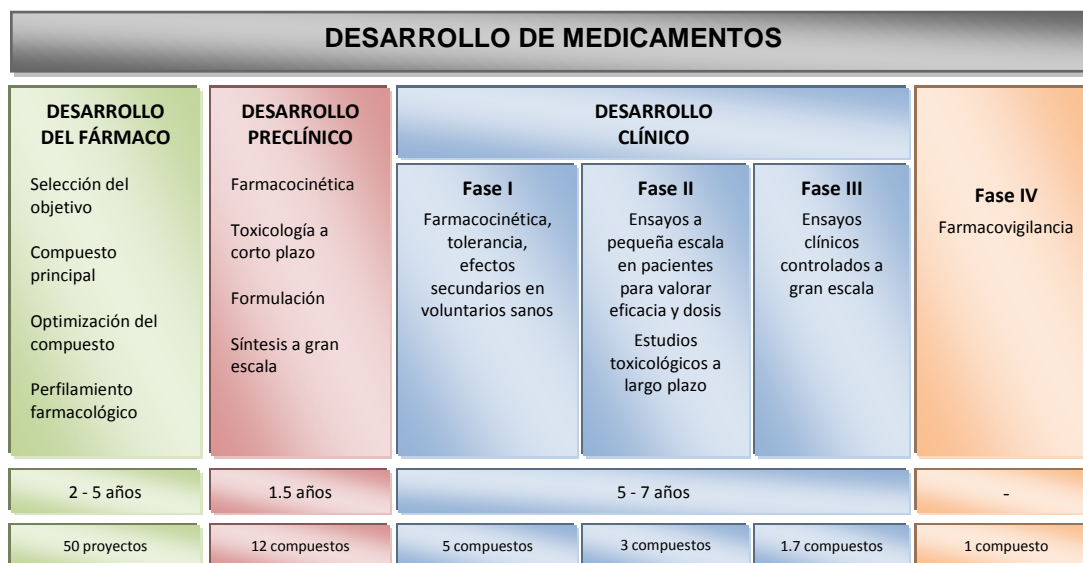 DESARROLLO DE MEDICAMENTOS
DESARROLLO
DEL FÁRMACO
Selección del
objetivo
Compuesto
principal
Optimización del
compuesto
Perfilamiento
farmacológico
DESARROLLO
PRECLÍNICO
Farmacocinética
Toxicología a
corto plazo
Formulación
Síntesis a gran
escala
DESARROLLO
CLÍNICO
Fase I
Farmacocinética,
tolerancia,
efectos
secundarios en
voluntarios sanos
Fase II
Ensayos a
pequeña escala
en pacientes
para valorar
eficacia y dosis
Estudios
toxicológicos a
largo plazo
Fase III
Ensayos
clínicos
controlados a
gran escala
Fase IV
Farmacovigilancia
2 - 5 años
1.5 años
5 - 7 años
-
50 proyectos
12 compuestos
5 compuestos
3 compuestos
1.7 compuestos
1 compuesto